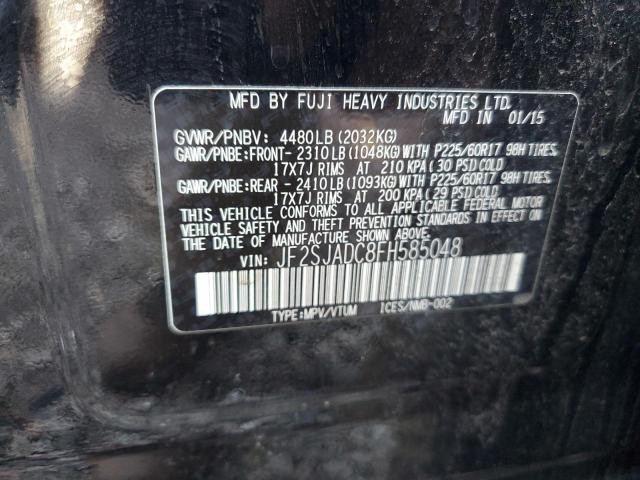 MFD BY FUJI HEAVY INDUSTRIES LTD.
MFD IN 01/15
GVWR/PNBV: 4480LB(2032KG)
GAWR/PNBE:FRONT- 2310LB(1048KG)WITH P225/60R17 98H TIRES,
17X7J RIMS AT 210 KPA(30 PSI)COLD
GAWR/PNBE:REAR - 2410LB(1093KG)WITH P225/60R17 98H TIRES,
17X7J RIMS AT 200 KPA(29 PSI)COLD
THIS VEHICLE CONFORMS TO ALL APPLICABLE FEDERAL MOTOR
VEHICLE SAFETY AND THEFT PREVENTION STANDARDS IN EFFECT
ON THE DATE OF MANUFACTURE SHOWN ABOVE.
VIN: JF2SJADC8FH585048
TYPE:MPV/VTUM ICES/NMB-002